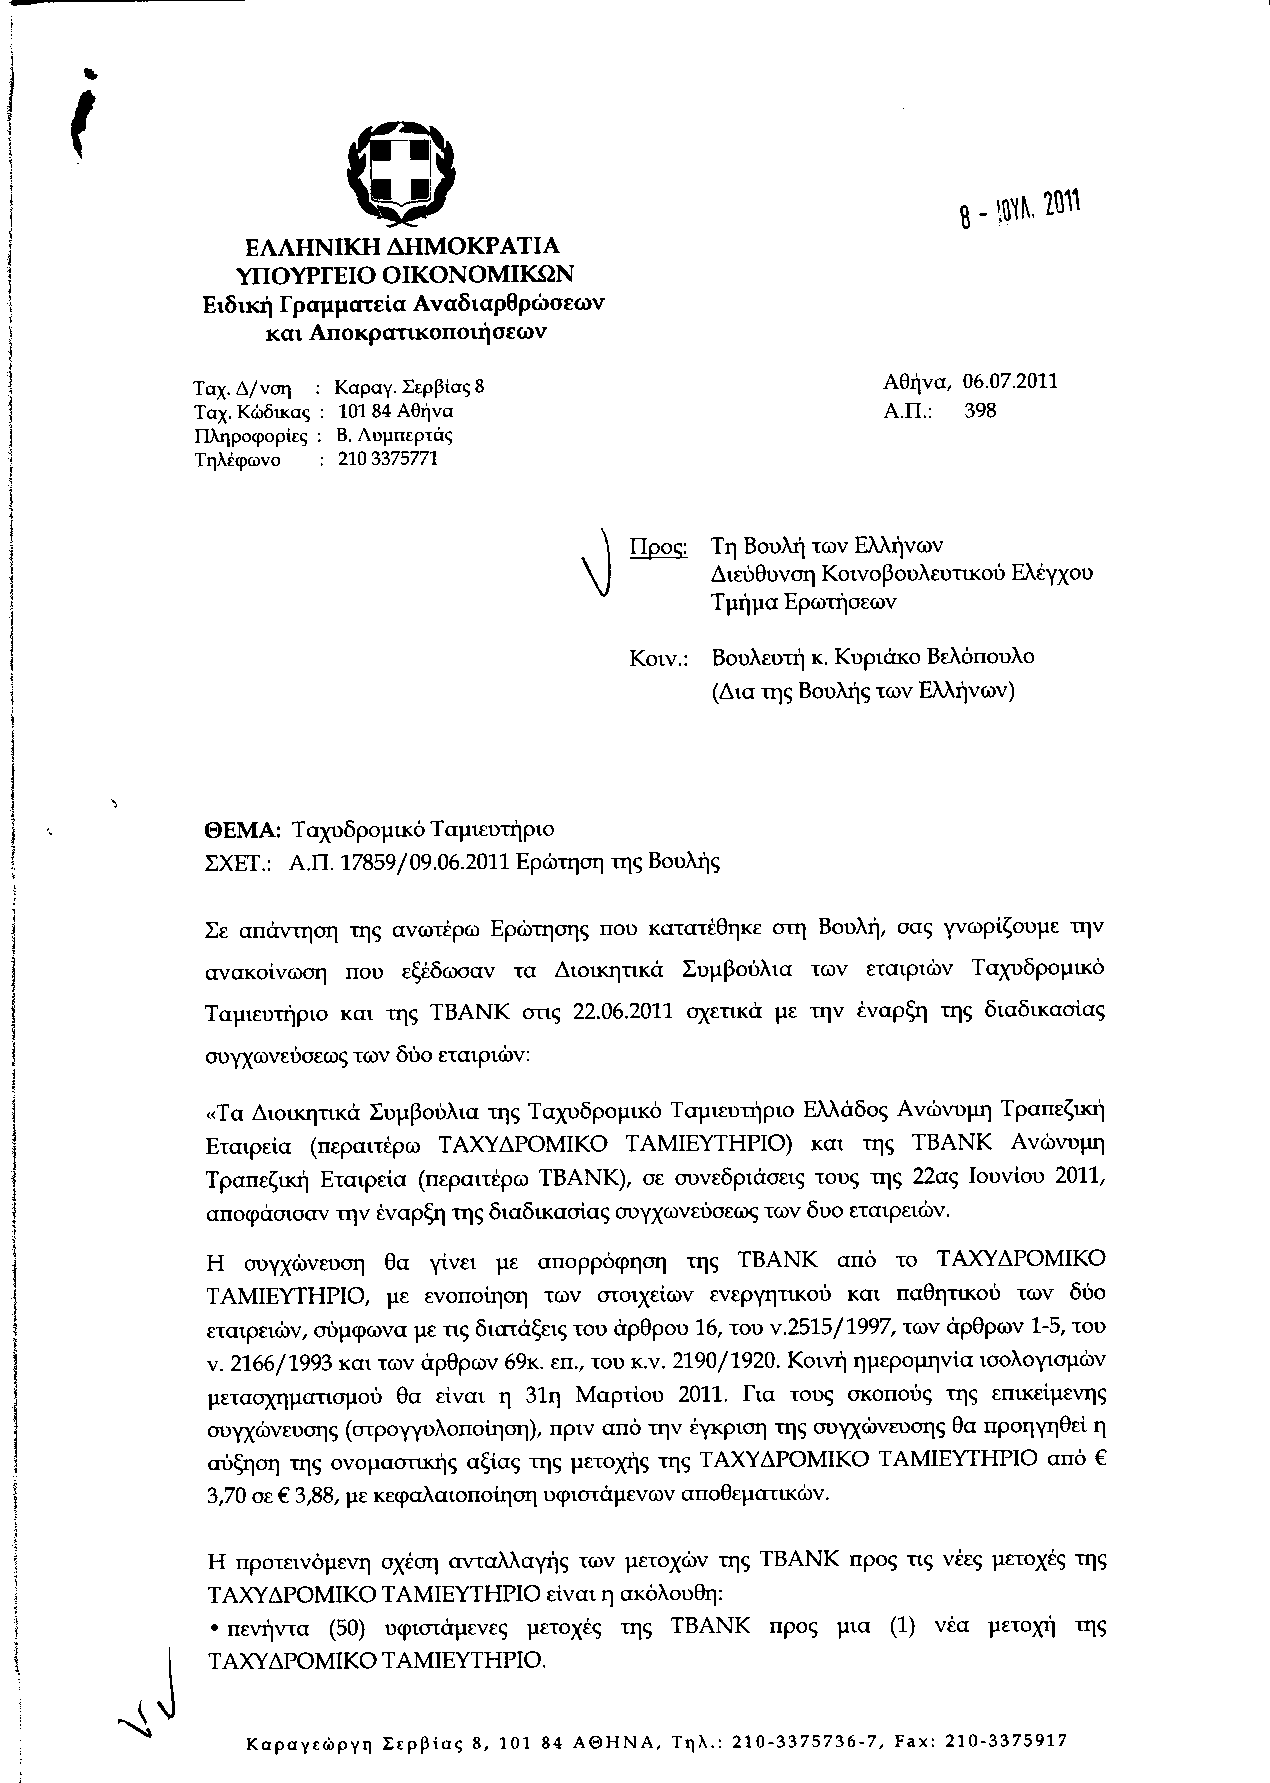 8 - ΙΟΥΛ. 2011
ΕΛΛΗΝΙΚΗ ΔΗΜΟΚΡΑΤΙΑ
ΥΠΟΥΡΓΕΙΟ ΟΙΚΟΝΟΜΙΚΩΝ
Ειδική Γραμματεία Αναδιαρθρώσεων
και Αποκρατικοποιήσεων
Ταχ. Δ/νση : Καραγ. Σερβίας 8
Ταχ. Κώδικας : 101 84 Αθήνα
Πληροφορίες : Β. Λυμπερτάς
Τηλέφωνο : 210 3375771
Αθήνα, 06.07.2011
Α.Π.: 398
Προς: Τη Βουλή των Ελλήνων
Διεύθυνση Κοινοβουλευτικού Ελέγχου
Τμήμα Ερωτήσεων
Κοιν.: Βουλευτή κ. Κυριάκο Βελόπουλο
(Δια της Βουλής των Ελλήνων)
ΘΕΜΑ: Ταχυδρομικό Ταμιευτήριο
ΣΧΕΤ.: Α.Π. 17859/09.06.2011 Ερώτηση της Βουλής
Σε απάντηση της ανωτέρω Ερώτησης που κατατέθηκε στη Βουλή, σας γνωρίζουμε την
ανακοίνωση που εξέδωσαν τα Διοικητικά Συμβούλια των εταιριών Ταχυδρομικό
Ταμιευτήριο και της ΤΒΑΝΚ στις 22.06.2011 σχετικά με την έναρξη της διαδικασίας
συγχωνεύσεως των δύο εταιριών:
«Τα Διοικητικά Συμβούλια της Ταχυδρομικό Ταμιευτήριο Ελλάδος Ανώνυμη Τραπεζική
Εταιρεία (περαιτέρω ΤΑΧΥΔΡΟΜΙΚΟ ΤΑΜΙΕΥΤΗΡΙΟ) και της ΤΒΑΝΚ Ανώνυμη
Τραπεζική Εταιρεία (περαιτέρω ΤΒΑΝΚ), σε συνεδριάσεις τους της 22ας Ιουνίου 2011,
αποφάσισαν την έναρξη της διαδικασίας συγχωνεύσεως των δυο εταιρειών.
Η συγχώνευση θα γίνει με απορρόφηση της ΤΒΑΝΚ από το ΤΑΧΥΔΡΟΜΙΚΟ
ΤΑΜΙΕΥΤΗΡΙΟ, με ενοποίηση των στοιχείων ενεργητικού και παθητικού των δύο
εταιρειών, σύμφωνα με τις διατάξεις του άρθρου 16, του ν.2515/1997, των άρθρων 1-5, του
ν. 2166/1993 και των άρθρων 69κ. επ., του κ.ν. 2190/1920. Κοινή ημερομηνία ισολογισμών
μετασχηματισμού θα είναι η 31η Μαρτίου 2011. Για τους σκοπούς της επικείμενης
συγχώνευσης (στρογγυλοποίηση), πριν από την έγκριση της συγχώνευσης θα προηγηθεί η
αύξηση της ονομαστικής αξίας της μετοχής της ΤΑΧΥΔΡΟΜΙΚΟ ΤΑΜΙΕΥΤΗΡΙΟ από €
3,70 σε € 3,88, με κεφαλαιοποίηση υφιστάμενων αποθεματικών.
Η προτεινόμενη σχέση ανταλλαγής των μετοχών της ΤΒΑΝΚ προς τις νέες μετοχές της
ΤΑΧΥΔΡΟΜΙΚΟ ΤΑΜΙΕΥΤΗΡΙΟ είναι η ακόλουθη:
• πενήντα (50) υφιστάμενες μετοχές της ΤΒΑΝΚ προς μια (1) νέα μετοχή της
ΤΑΧΥΔΡΟΜΙΚΟ ΤΑΜΙΕΥΤΗΡΙΟ.
Καραγεώργη Σερβίας 8, 101 84 ΑΘΗΝΑ, Τηλ.: 210-3375736-7, Fax: 210-3375917